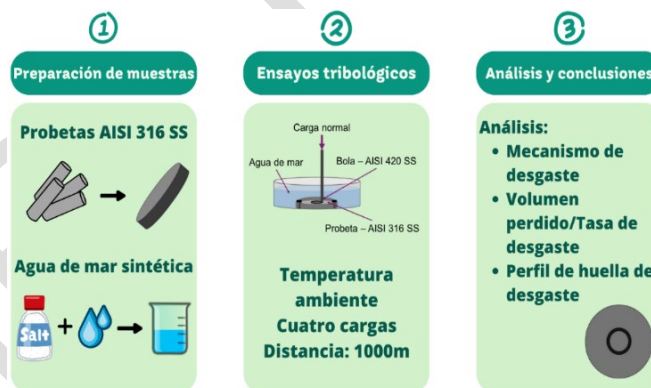 1
Preparación de muestras
Probetas AISI 316 SS
Agua de mar sintética
Salt
+
2
Ensayos tribológicos
Carga normal
Agua de mar
Bola – AISI 420 SS
Probeta – AISI 316 SS
Temperatura
ambiente
Cuatro cargas
Distancia: 1000m
3
Análisis y conclusiones
Análisis:
• Mecanismo de
desgaste
• Volumen
perdido/Tasa de
desgaste
• Perfil de huella de
desgaste